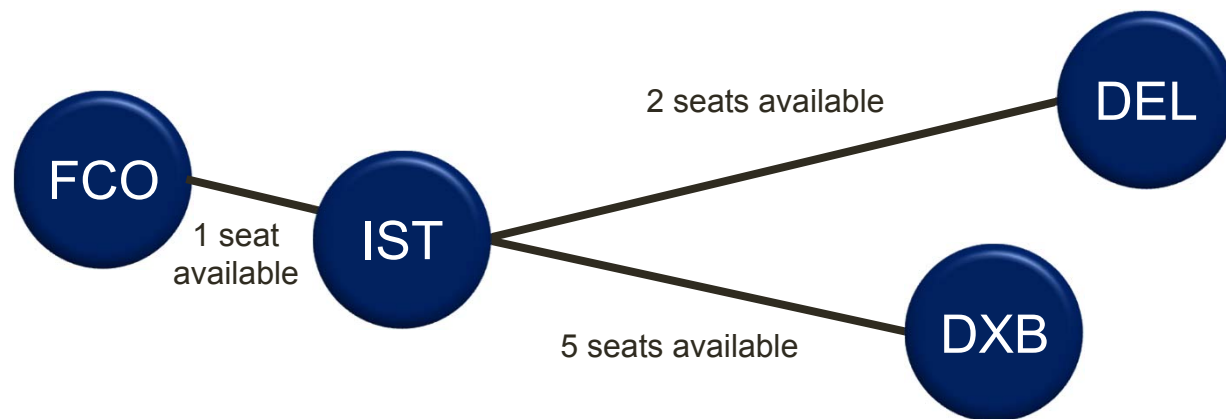 2 seats available
DEL
FCO
1 seat
available
IST
5 seats available
DXB